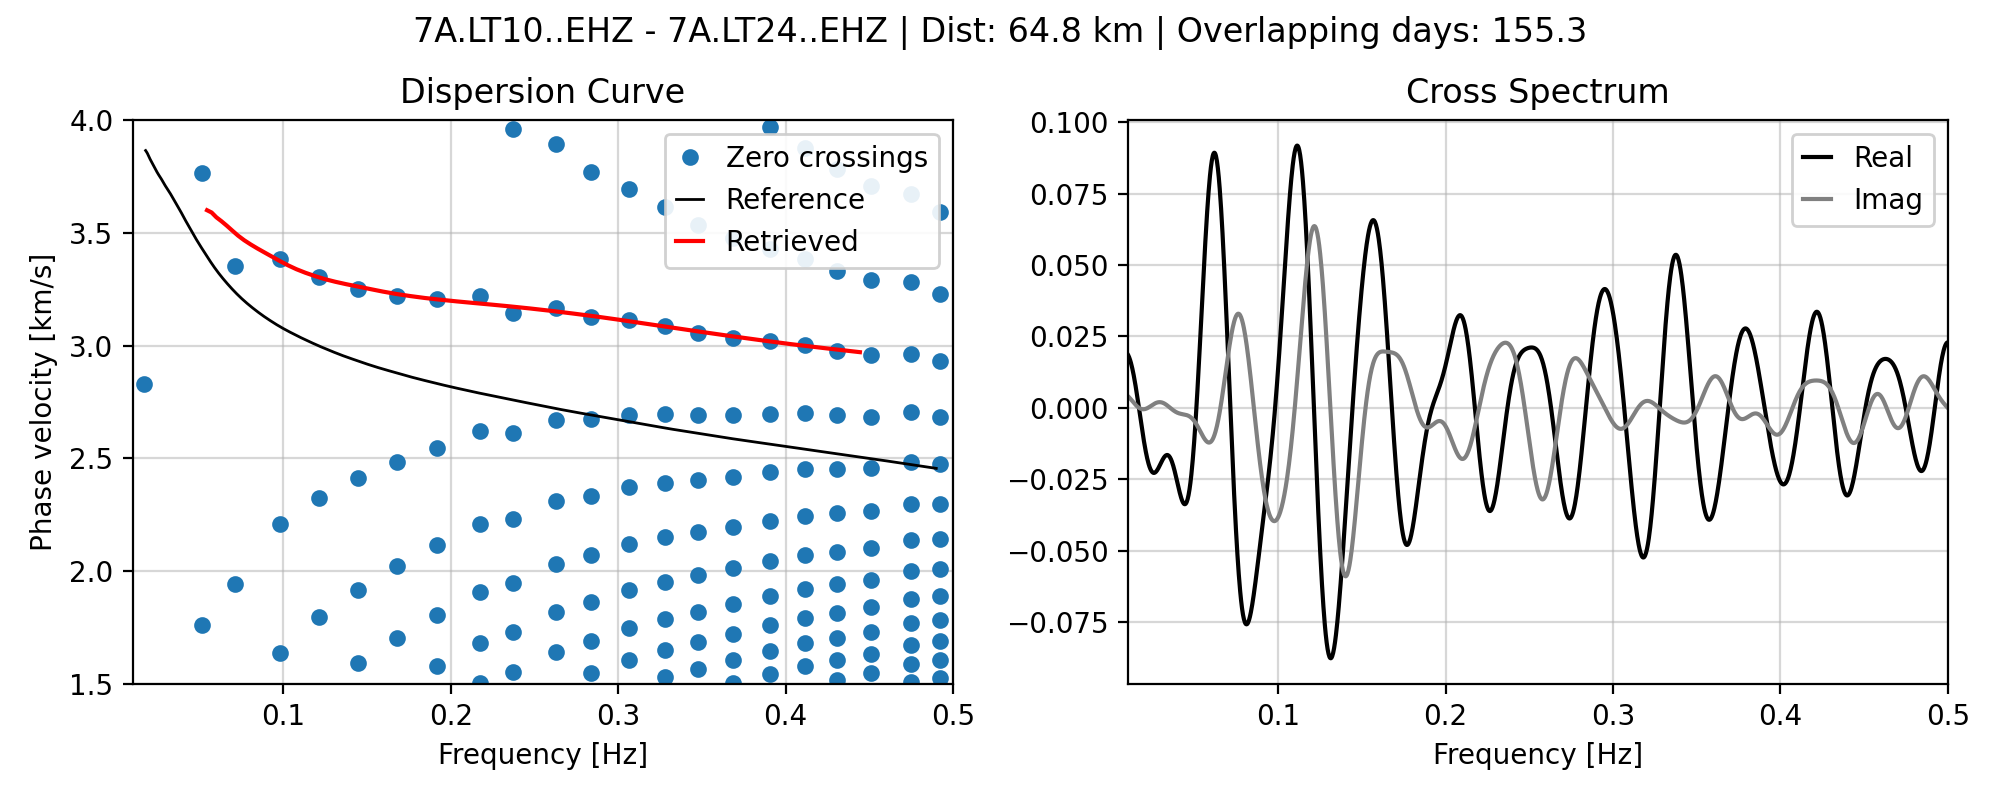 7A.LT10..EHZ - 7A.LT24..EHZ | Dist: 64.8 km | Overlapping days: 155.3
Dispersion Curve
4.0
3.5
3.0
2.5
2.0
1.5
Phase velocity [km/s]
Zero crossings
Reference
Retrieved
0.1
0.2
0.3
0.4
0.5
Frequency [Hz]
Cross Spectrum
0.100
0.075
0.050
0.025
0.000
−0.025
−0.050
−0.075
Real
Imag
0.1
0.2
0.3
0.4
0.5
Frequency [Hz]